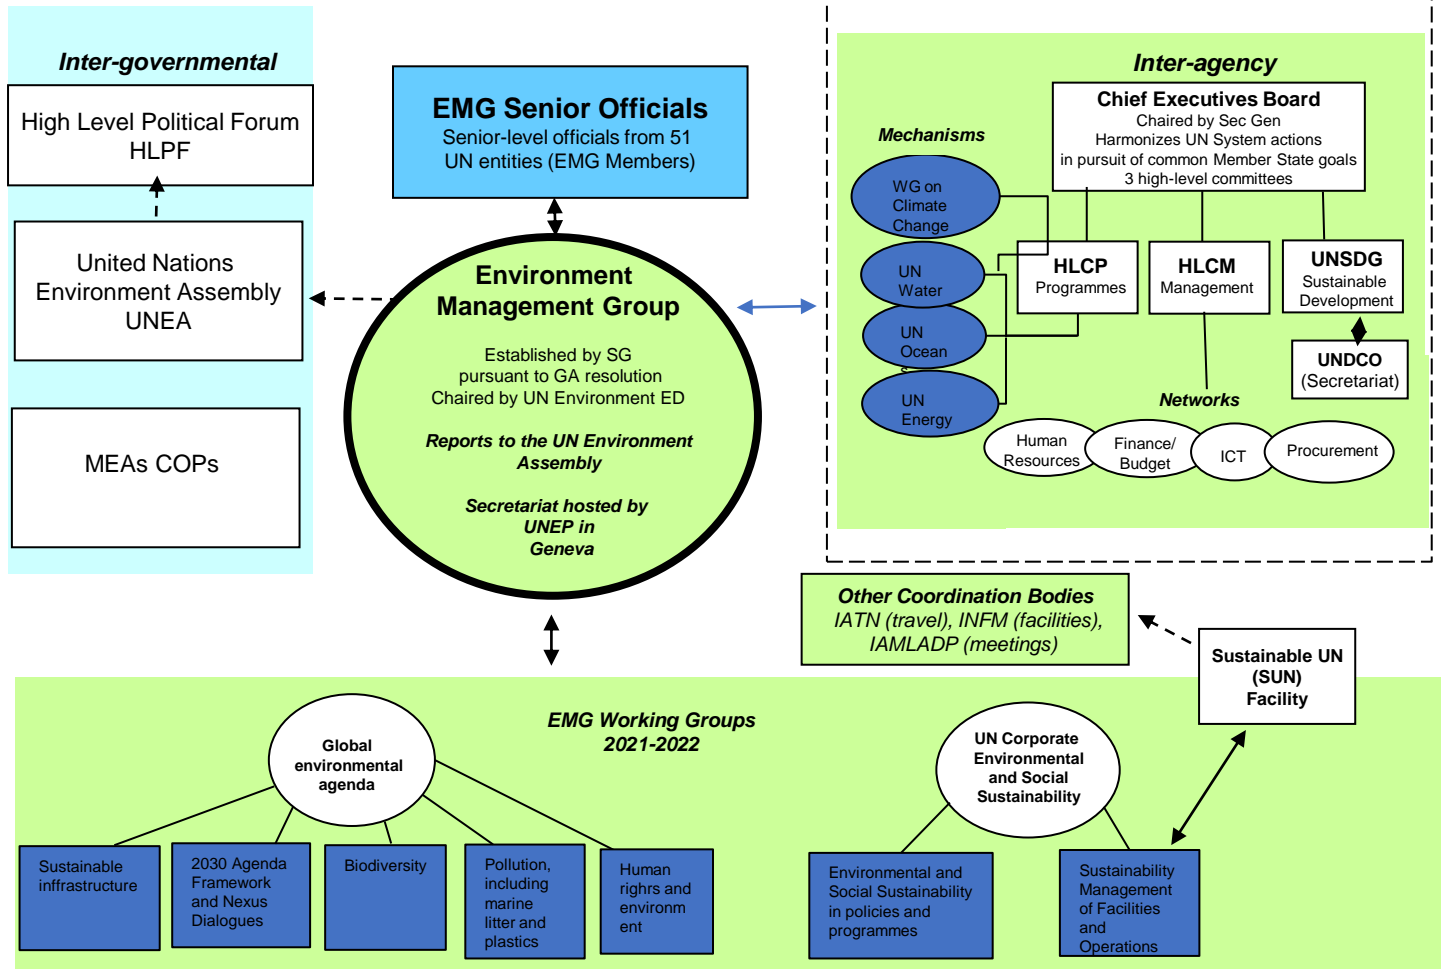 Inter-governmental
High Level Political Forum
HLPF
United Nations
Environment Assembly
UNEA
MEAs COPs
EMG Senior Officials
Senior-level officials from 51
UN entities (EMG Members)
Environment
Management Group
Established by SG
pursuant to GA resolution
Chaired by UN Environment ED
Reports to the UN Environment
Assembly
Secretariat hosted by
UNEP in
Geneva
Inter-agency
Chief Executives Board
Chaired by Sec Gen
Harmonizes UN System actions
in pursuit of common Member State goals
3 high-level committees
Mechanisms
WG on
Climate
Change
UN
Water
UN
Ocean
s
UN
Energy
HLCP
Programmes
HLCM
Management
UNSDG
Sustainable
Development
UNDCO
(Secretariat)
Networks
Human
Resources
Finance/
Budget
ICT
Procurement
Other Coordination Bodies
IATN (travel), INFM (facilities),
IAMLADP (meetings)
Sustainable UN
(SUN)
Facility
EMG Working Groups
2021-2022
Global
environmental
agenda
UN Corporate
Environmental
and Social
Sustainability
Sustainable
inffrastructure
2030 Agenda
Framework
and Nexus
Dialogues
Biodiversity
Pollution,
including
marine
litter and
plastics
Human
righrs and
environm
ent
Environmental and
Social Sustainability
in policies and
programmes
Sustainability
Management
of Facilities
and
Operations